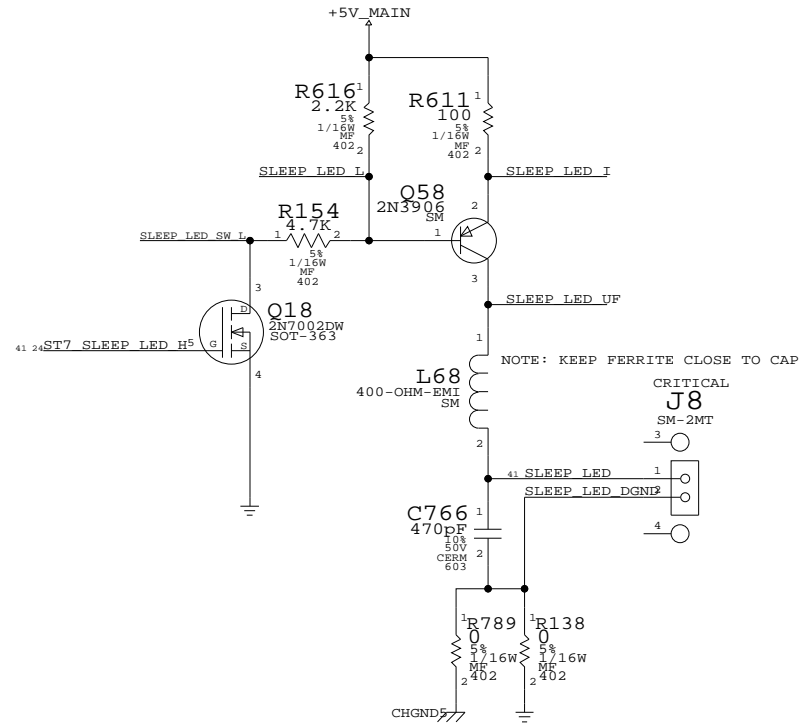 +5V_MAIN
R616
2.2K
5%
1/16W
MF
402
1
2
R611
100
5%
1/16W
MF
402
1
2
SLEEP_LED_L
SLEEP_LED_I
Q58
2N3906
SM
2
1
3
R154
4.7K
5%
1/16W
MF
402
1
2
SLEEP_LED_SW_L
3
Q18
2N7002DW
SOT-363
D
G
S
5
4
41 24 ST7_SLEEP_LED_H
SLEEP_LED_UF
1
L68
400-OHM-EMI
SM
2
NOTE: KEEP FERRITE CLOSE TO CAP
CRITICAL
J8
SM-2MT
3
1
2
4
41 SLEEP_LED
SLEEP_LED_DGND
C766
470pF
10%
50V
CERM
603
1
2
1
R789
0
5%
1/16W
MF
402
2
1
R138
0
5%
1/16W
MF
402
2
CHGND5